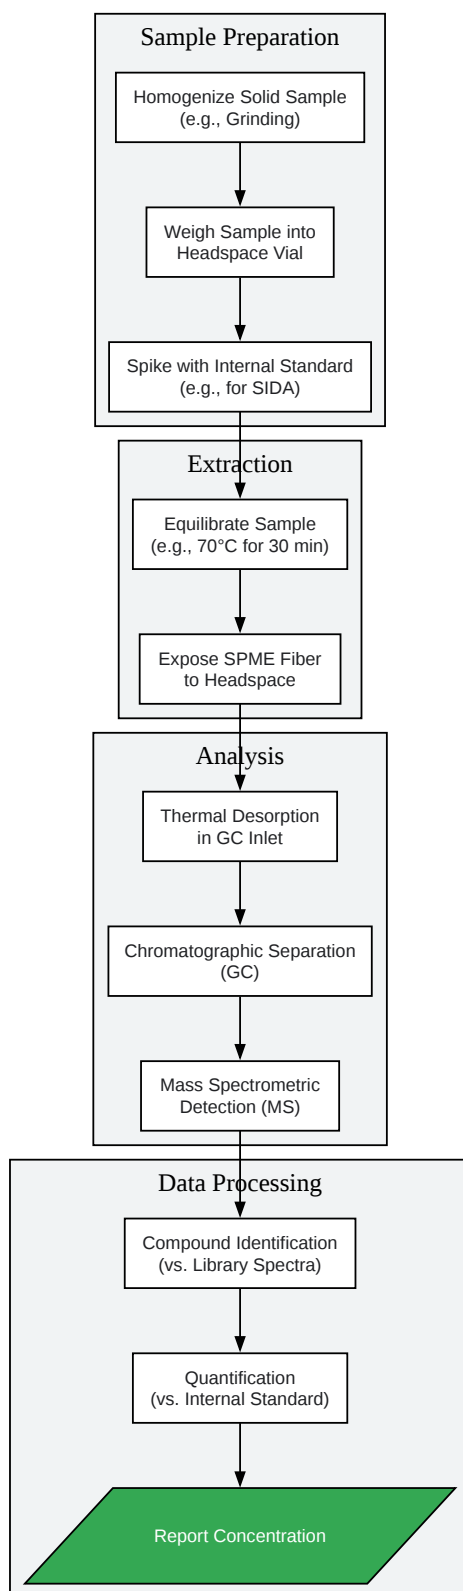 Sample Preparation
Homogenize Solid Sample
(e.g., Grinding)
Weigh Sample into
Headspace Vial
Spike with Internal Standard
(e.g., for SIDA)
Extraction
Equilibrate Sample
(e.g., 70°C for 30 min)
Expose SPME Fiber
to Headspace
Analysis
Thermal Desorption
in GC Inlet
Chromatographic Separation
(GC)
Mass Spectrometric
Detection (MS)
Data Processing
Compound Identification
(vs. Library Spectra)
Quantification
(vs. Internal Standard)
Report Concentration